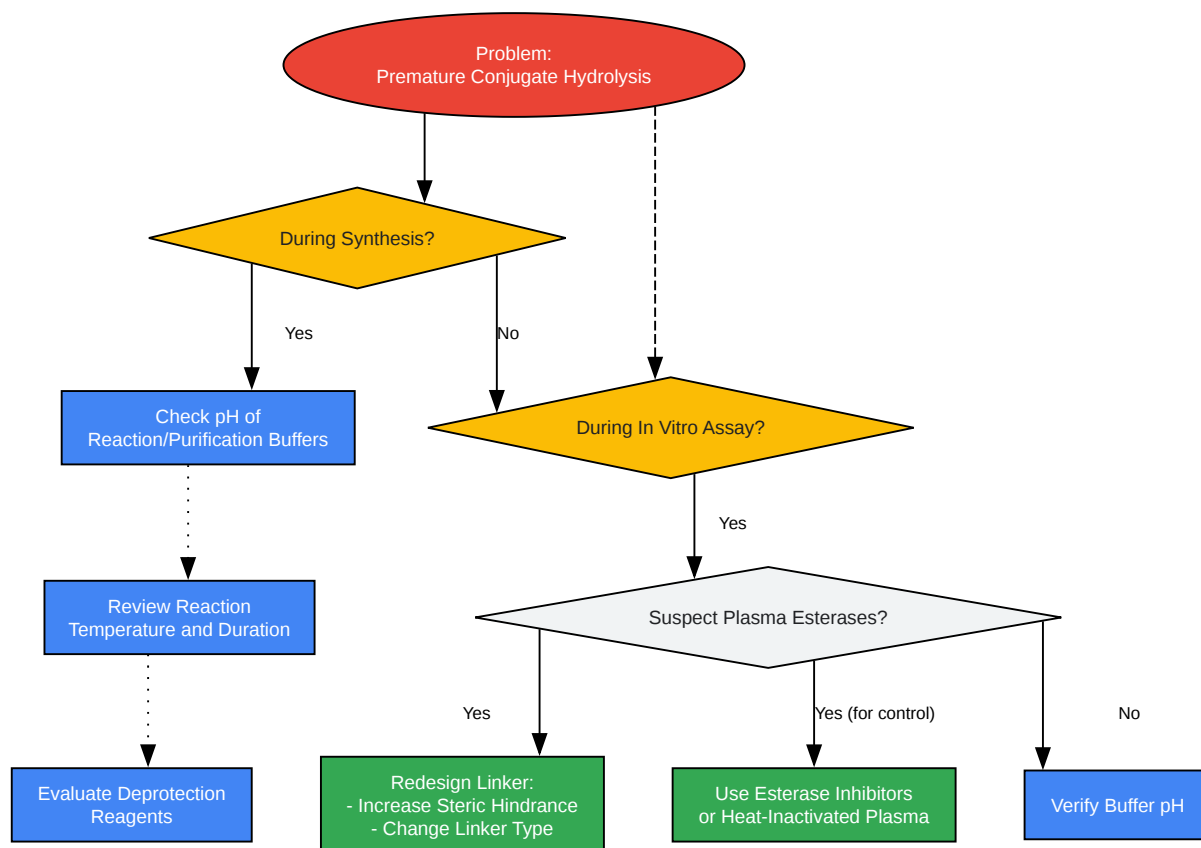 Problem:
Premature Conjugate Hydrolysis
During Synthesis?
Yes
No
Check pH of
Reaction/Purification Buffers
During In Vitro Assay?
Yes
Review Reaction
Temperature and Duration
Suspect Plasma Esterases?
Yes
Yes (for control)
No
Evaluate Deprotection
Reagents
Redesign Linker:
- Increase Steric Hindrance
- Change Linker Type
Use Esterase Inhibitors
or Heat-Inactivated Plasma
Verify Buffer pH